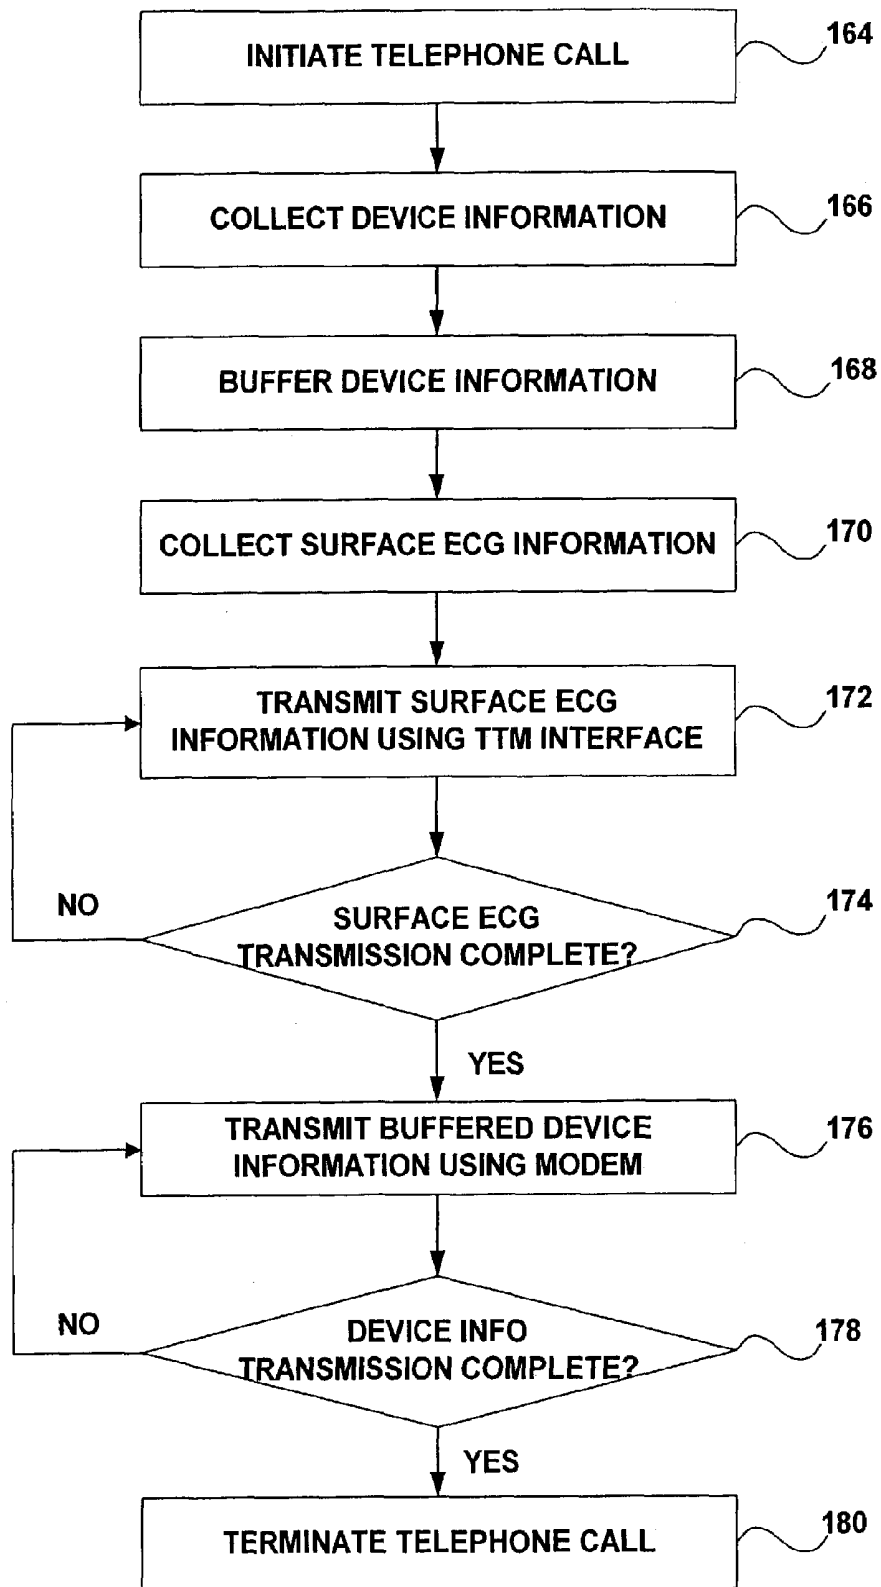 INITIATE TELEPHONE CALL
164
COLLECT DEVICE INFORMATION
166
BUFFER DEVICE INFORMATION
168
COLLECT SURFACE ECG INFORMATION
170
TRANSMIT SURFACE ECG
INFORMATION USING TTM INTERFACE
172
NO
SURFACE ECG
TRANSMISSION COMPLETE?
174
YES
TRANSMIT BUFFERED DEVICE
INFORMATION USING MODEM
176
NO
DEVICE INFO
TRANSMISSION COMPLETE?
178
YES
TERMINATE TELEPHONE CALL
180